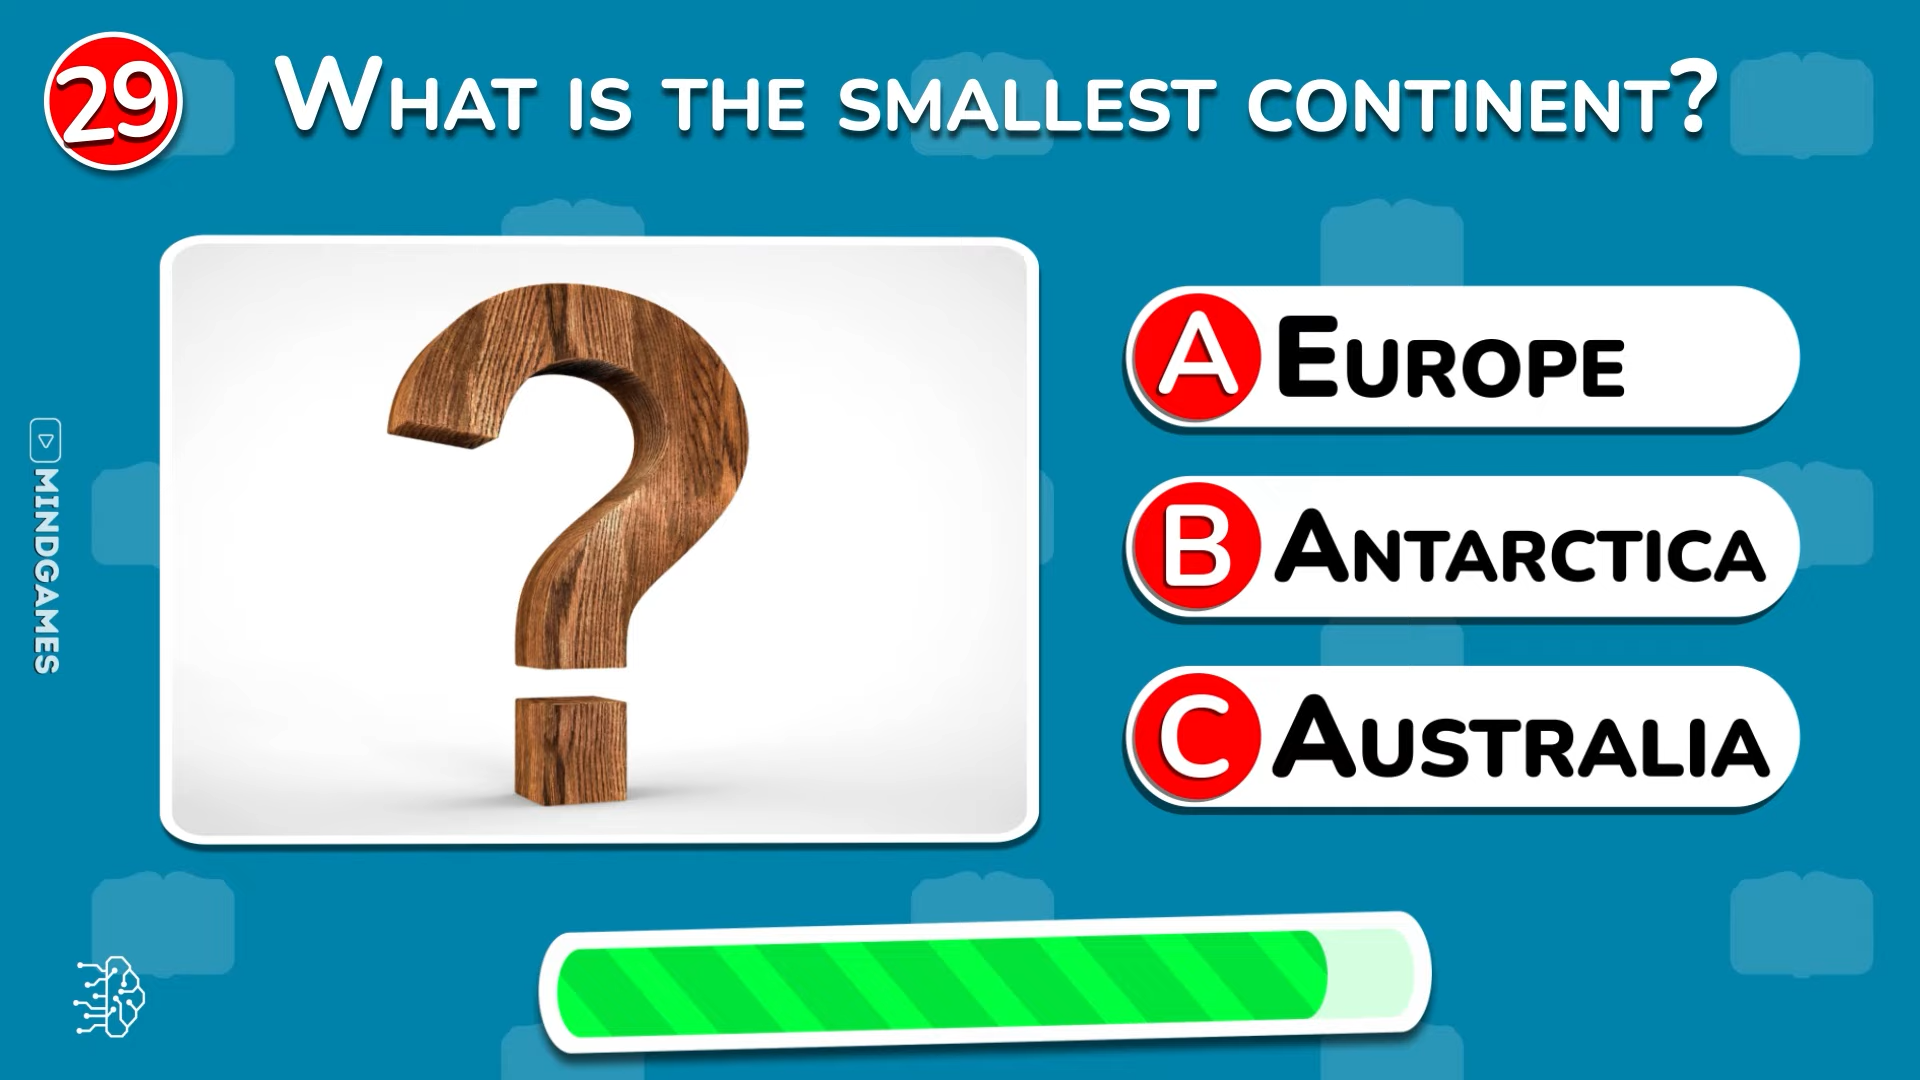 29
What is the smallest continent?
A Europe
B Antarctica
C Australia
MINDGAMES